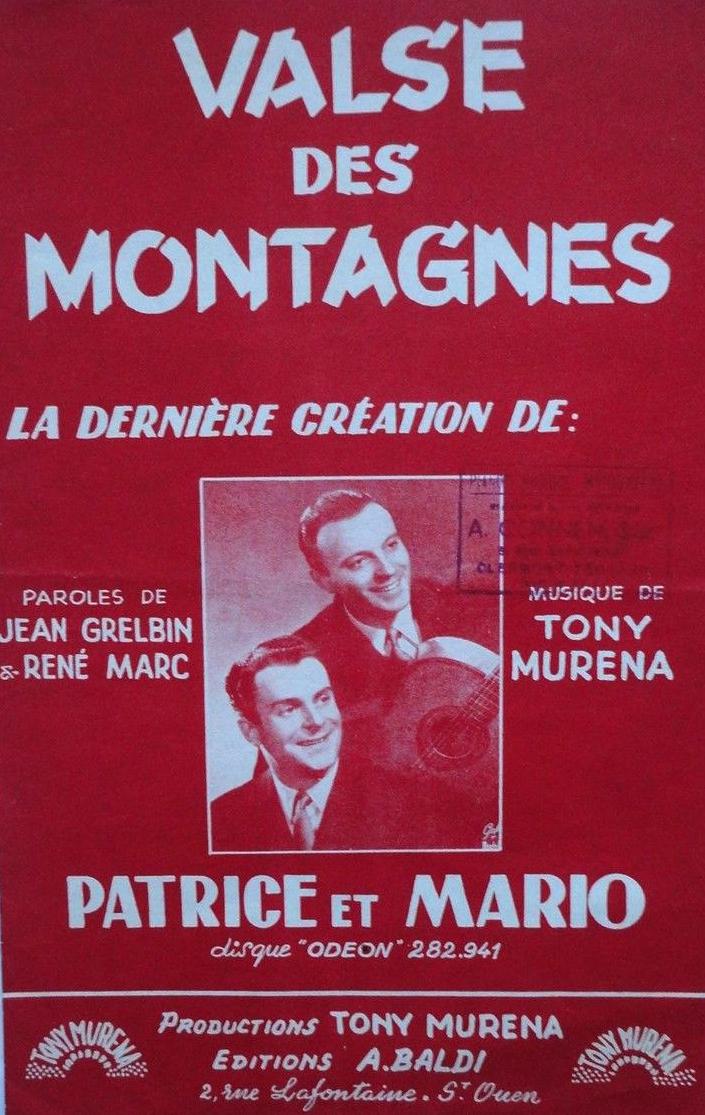 VALSE
DES
MONTAGNES
LA DERNIÈRE CRÉATION DE:
PAROLES DE
JEAN GRELBIN
& RENÉ MARC
MUSIQUE DE
TONY
MURENA
PATRICE ET MARIO
disque "ODEON" 282.941
PRODUCTIONS TONY MURENA
EDITIONS A.BALDI
2, rue Lafontaine. ST Ouen
TONY MURENA
TONY MURENA